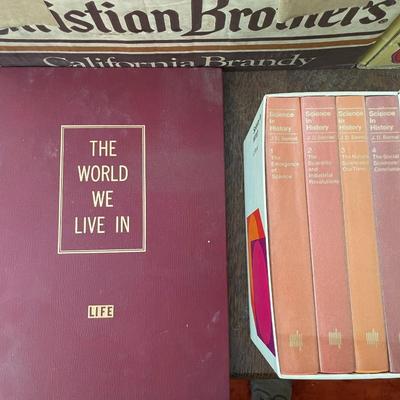 Christian Brothers
California Brandy
THE
WORLD
WE
LIVE IN
LIFE
Science
in
History
J.D. Bernal
1
The
Emergence
of
Science
Science
in
History
J.D. Bernal
2
The
Scientific
and
Industrial
Revolutions
Science
in
History
J.D. Bernal
3
The Natural
Sciences in
Our Time
Science
in
History
J.D. Bernal
4
The Social
Sciences:
Conclusion